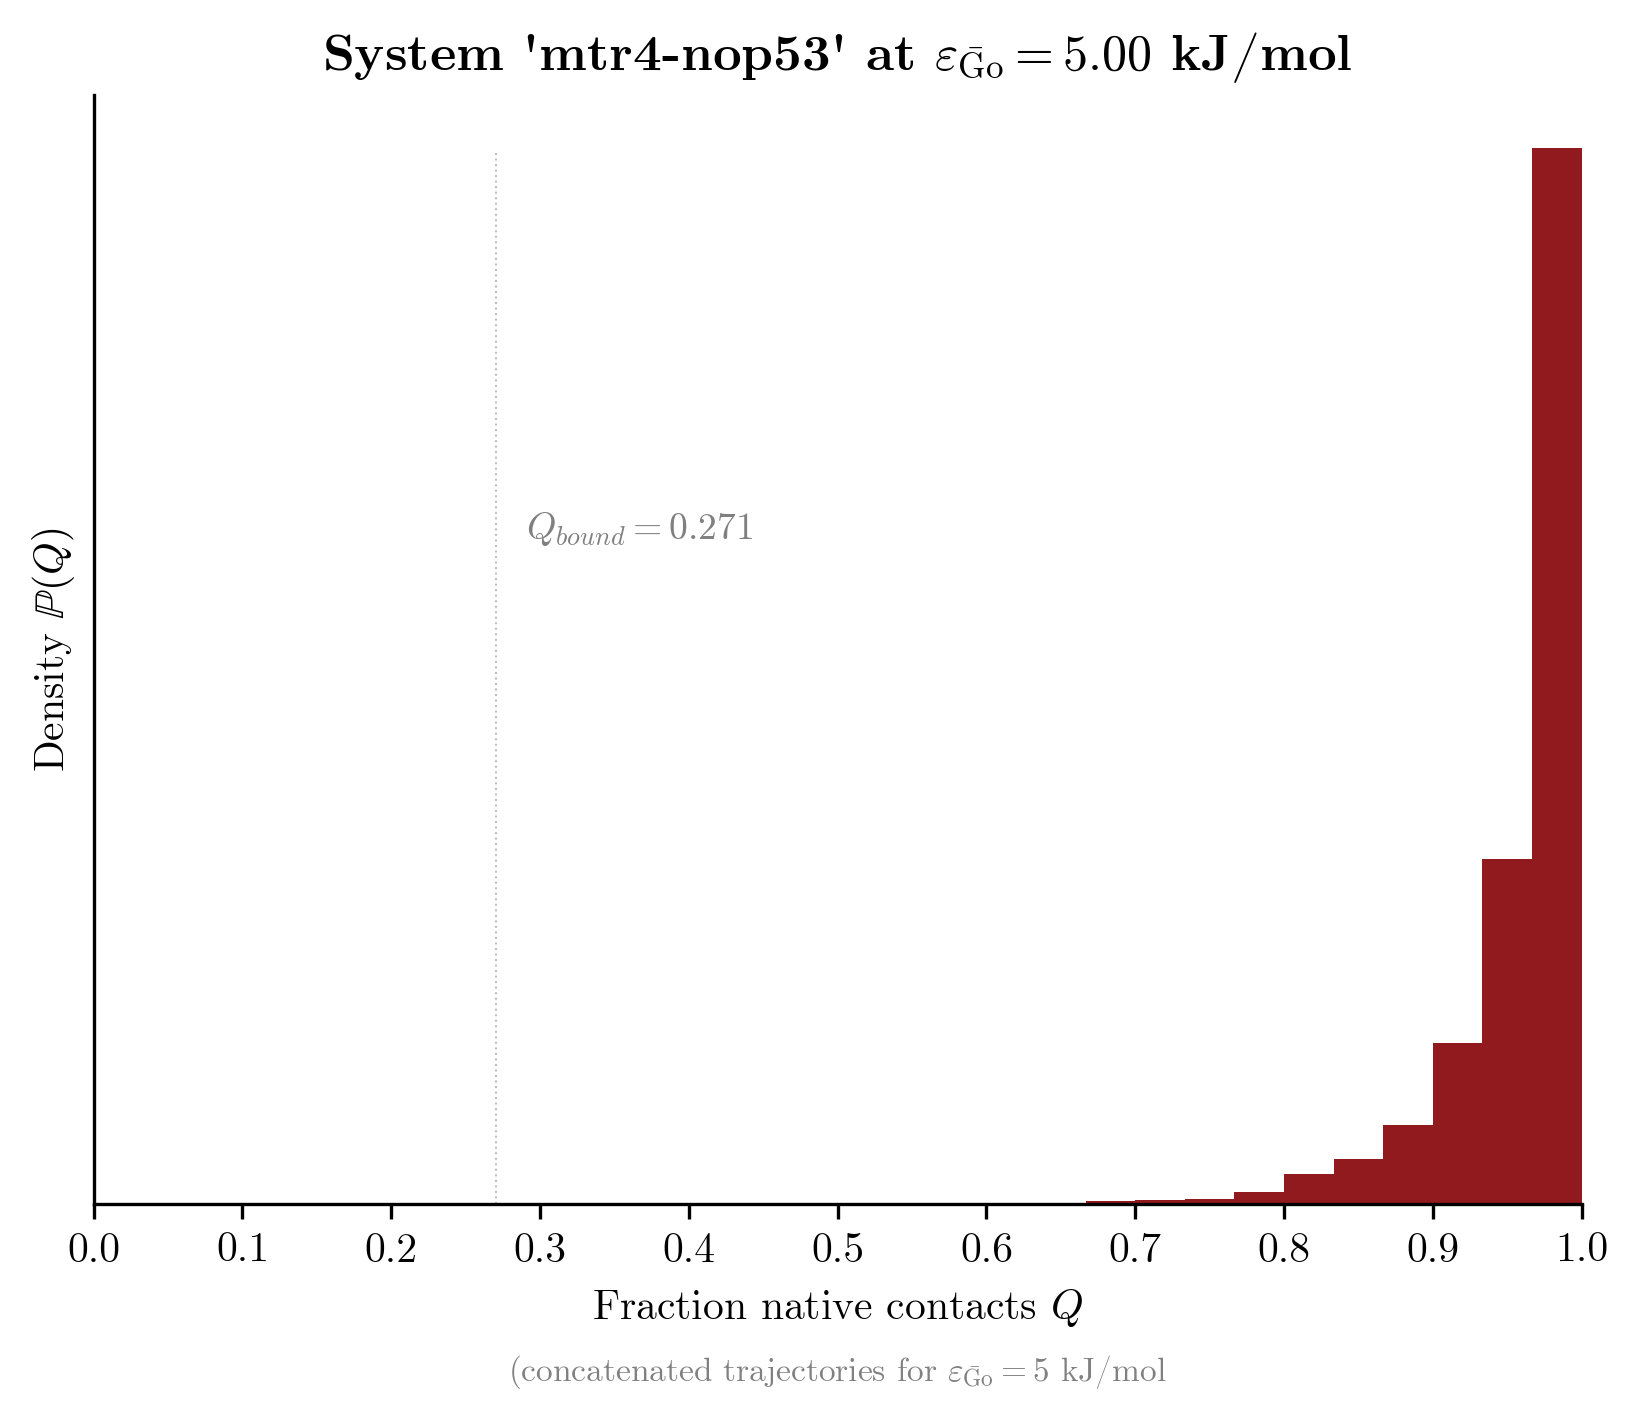 System 'mtr4-nop53' at ε_Ḡo = 5.00 kJ/mol
Density ℙ(Q)
Q_bound = 0.271
0.0 0.1 0.2 0.3 0.4 0.5 0.6 0.7 0.8 0.9 1.0
Fraction native contacts Q
(concatenated trajectories for ε_Ḡo = 5 kJ/mol